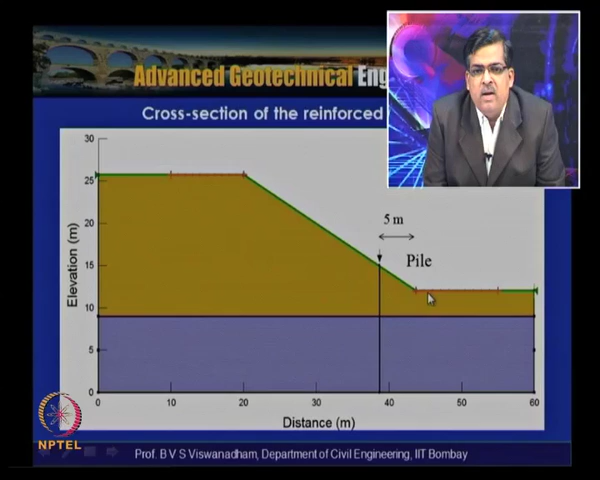 Advanced Geotechnical Eng
Cross-section of the reinforced
30
25
20
15
10
5
0
Elevation (m)
5 m
Pile
0
10
20
30
40
50
60
Distance (m)
NPTEL
Prof. B V S Viswanadham, Department of Civil Engineering, IIT Bombay